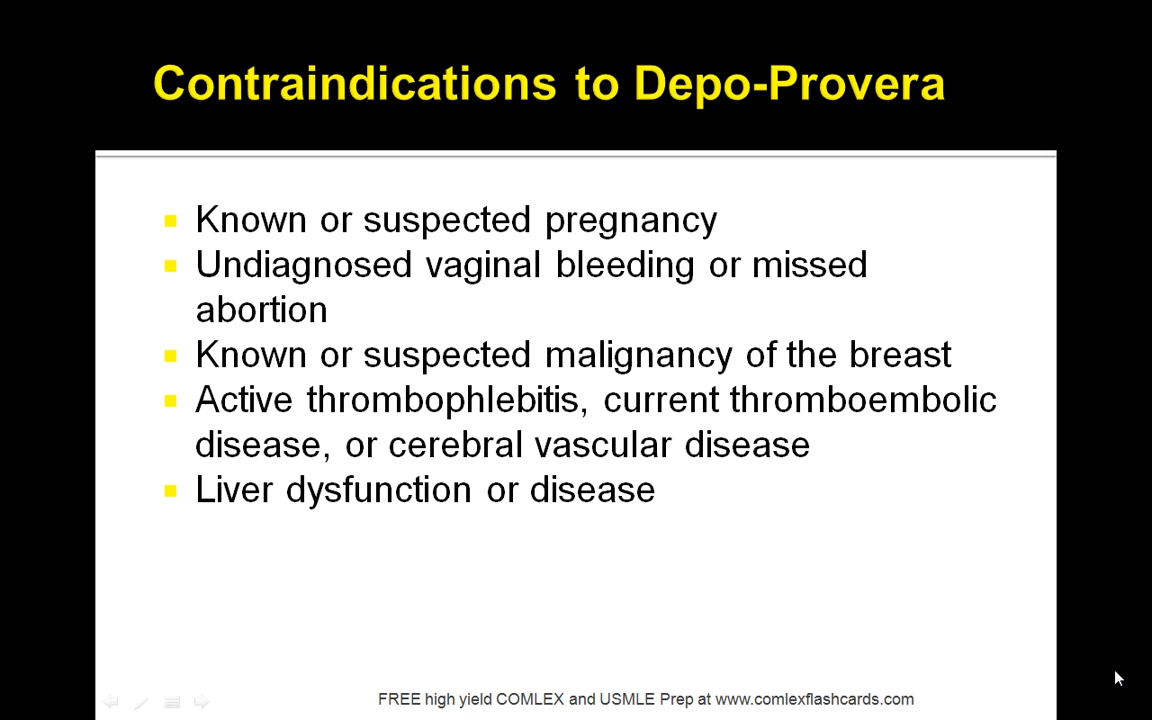 Contraindications to Depo-Provera
Known or suspected pregnancy
Undiagnosed vaginal bleeding or missed
abortion
Known or suspected malignancy of the breast
Active thrombophlebitis, current thromboembolic
disease, or cerebral vascular disease
Liver dysfunction or disease
FREE high yield COMLEX and USMLE Prep at www.comlexflashcards.com